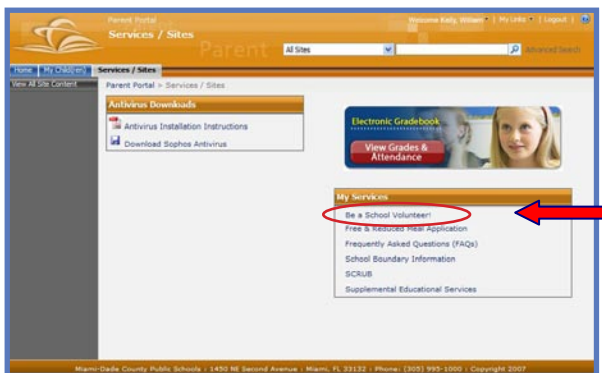 Parent Portal
Welcome Kelly, William | My Links | Logout |
Services / Sites
Parent
All Sites
Advanced Search
Home My Child(ren) Services / Sites
View All Site Content
Parent Portal > Services / Sites
Antivirus Downloads
Antivirus Installation Instructions
Download Sophos Antivirus
Electronic Gradebook
View Grades &
Attendance
My Services
Be a School Volunteer!
Free & Reduced Meal Application
Frequently Asked Questions (FAQs)
School Boundary Information
SCRUB
Supplemental Educational Services
Miami-Dade County Public Schools | 1450 NE Second Avenue | Miami, FL 33132 | Phone: (305) 995-1000 | Copyright 2007